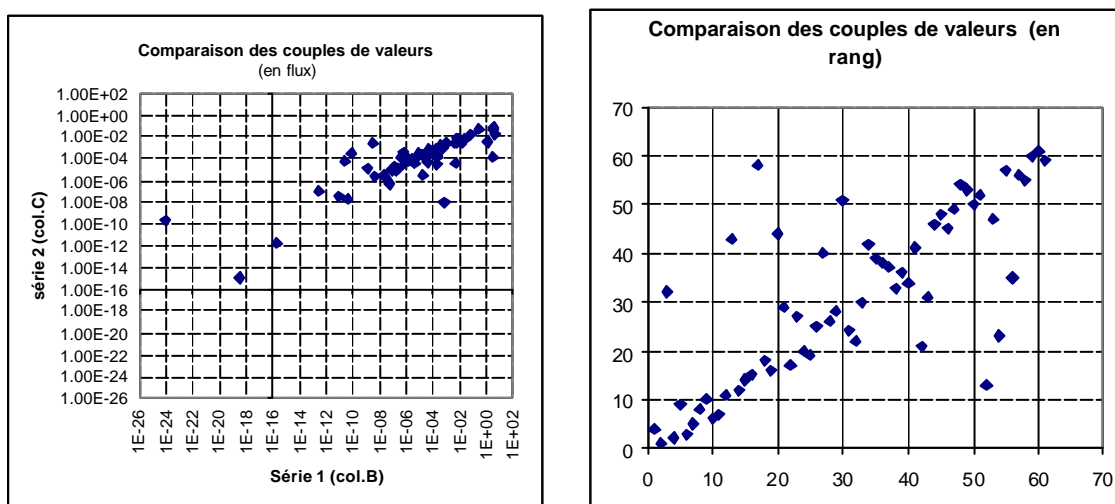 Comparaison des couples de valeurs
(en flux)
1.00E+02
1.00E+00
1.00E-02
1.00E-04
1.00E-06
1.00E-08
1.00E-10
1.00E-12
1.00E-14
1.00E-16
1.00E-18
1.00E-20
1.00E-22
1.00E-24
1.00E-26
série 2 (col.C)
1E-26
1E-24
1E-22
1E-20
1E-18
1E-16
1E-14
1E-12
1E-10
1E-08
1E-06
1E-04
1E-02
1E+00
1E+02
Série 1 (col.B)
Comparaison des couples de valeurs (en
rang)
70
60
50
40
30
20
10
0
0 10 20 30 40 50 60 70